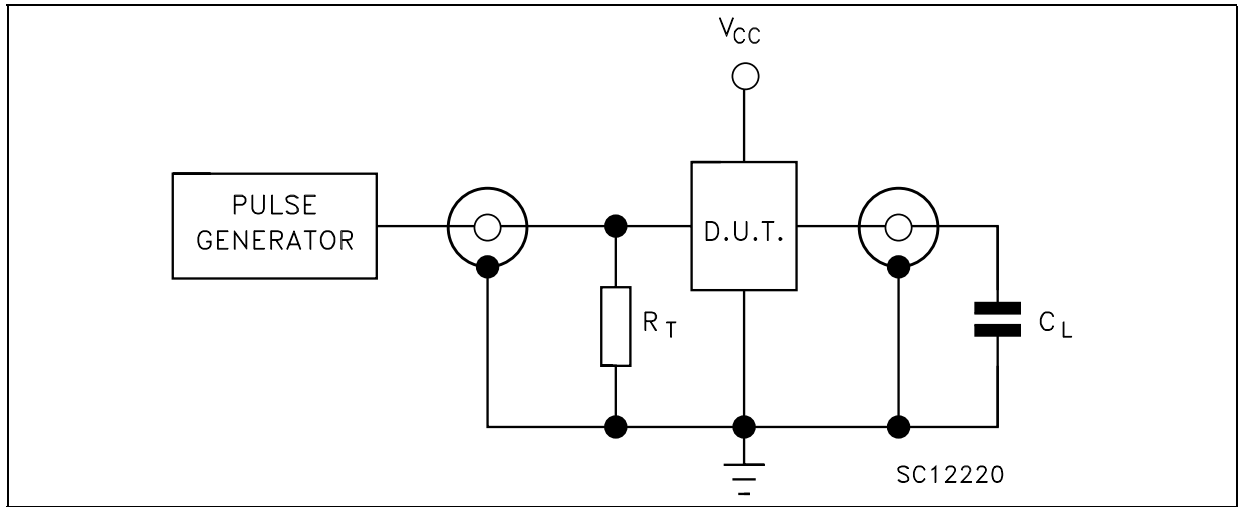 VCC
PULSE
GENERATOR
D.U.T.
RT
CL
SC12220